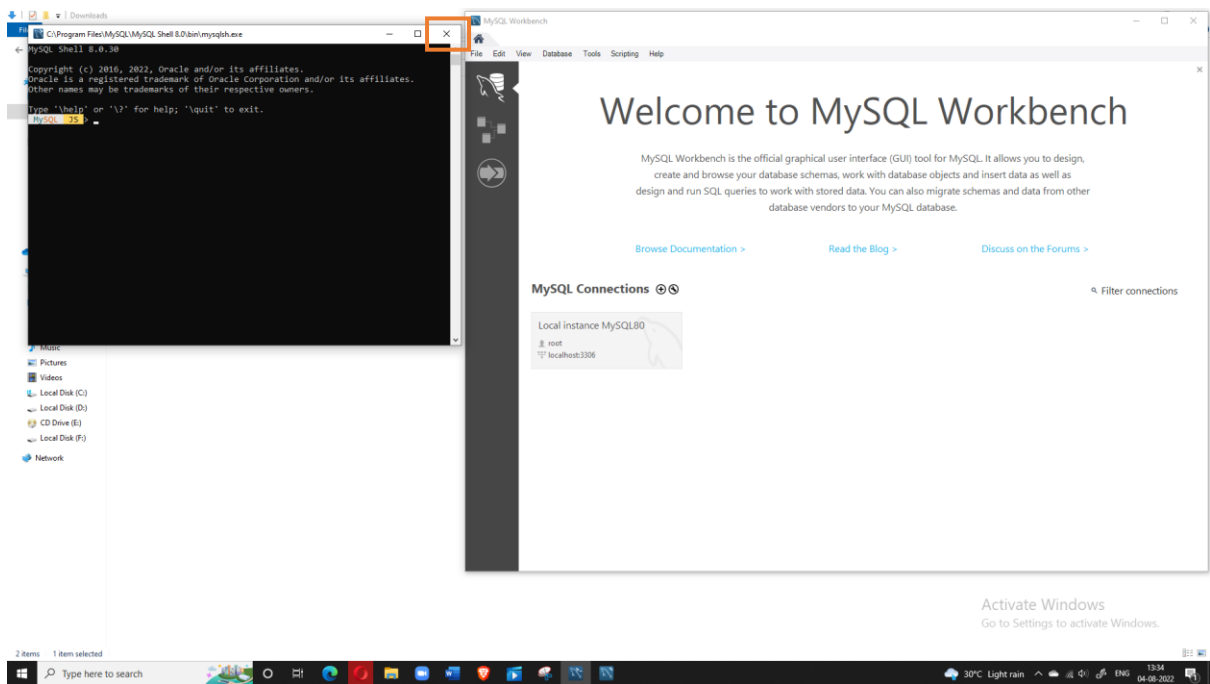 Downloads
C:\Program Files\MySQL\MySQL Shell 8.0\bin\mysqlsh.exe
MySQL Shell 8.0.30
Copyright (c) 2016, 2022, Oracle and/or its affiliates.
Oracle is a registered trademark of Oracle Corporation and/or its affiliates.
Other names may be trademarks of their respective owners.
Type '\help' or '\?' for help; '\quit' to exit.
MySQL JS >
Music
Pictures
Videos
Local Disk (C:)
Local Disk (D:)
CD Drive (E:)
Local Disk (F:)
Network
2 items 1 item selected
MySQL Workbench
File Edit View Database Tools Scripting Help
Welcome to MySQL Workbench
MySQL Workbench is the official graphical user interface (GUI) tool for MySQL. It allows you to design,
create and browse your database schemas, work with database objects and insert data as well as
design and run SQL queries to work with stored data. You can also migrate schemas and data from other
database vendors to your MySQL database.
Browse Documentation > Read the Blog > Discuss on the Forums >
MySQL Connections
Filter connections
Local instance MySQL80
root
localhost:3306
Activate Windows
Go to Settings to activate Windows.
Type here to search
30°C Light rain
ENG
13:34
04-08-2022